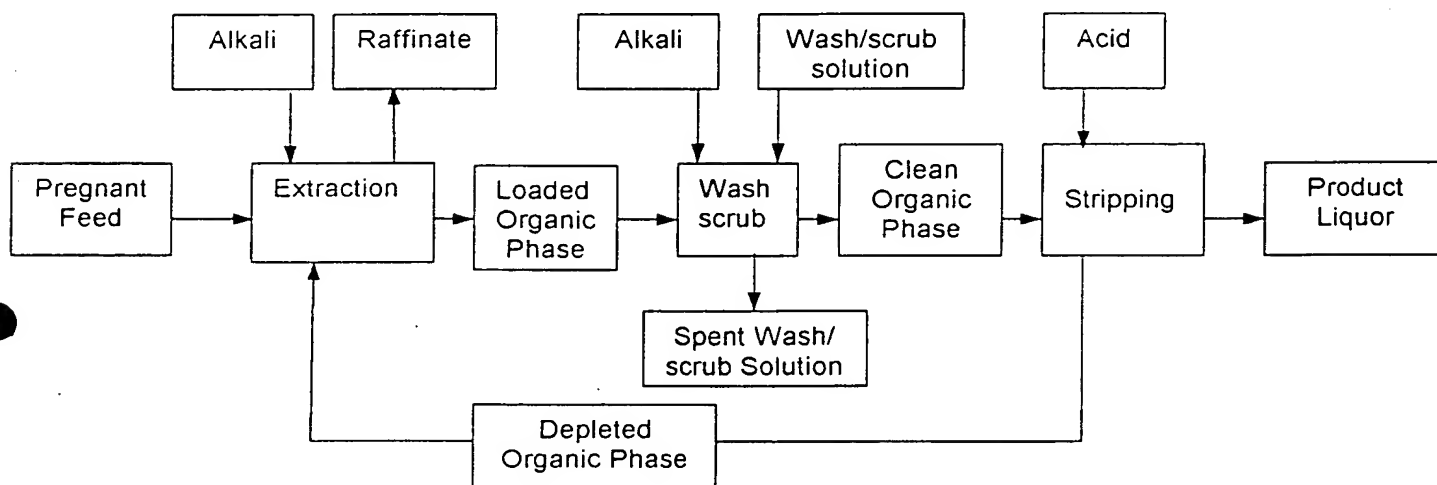 Alkali
Raffinate
Alkali
Wash/scrub
solution
Acid
Pregnant
Feed
Extraction
Loaded
Organic
Phase
Wash
scrub
Clean
Organic
Phase
Stripping
Product
Liquor
Spent Wash/
scrub Solution
Depleted
Organic Phase